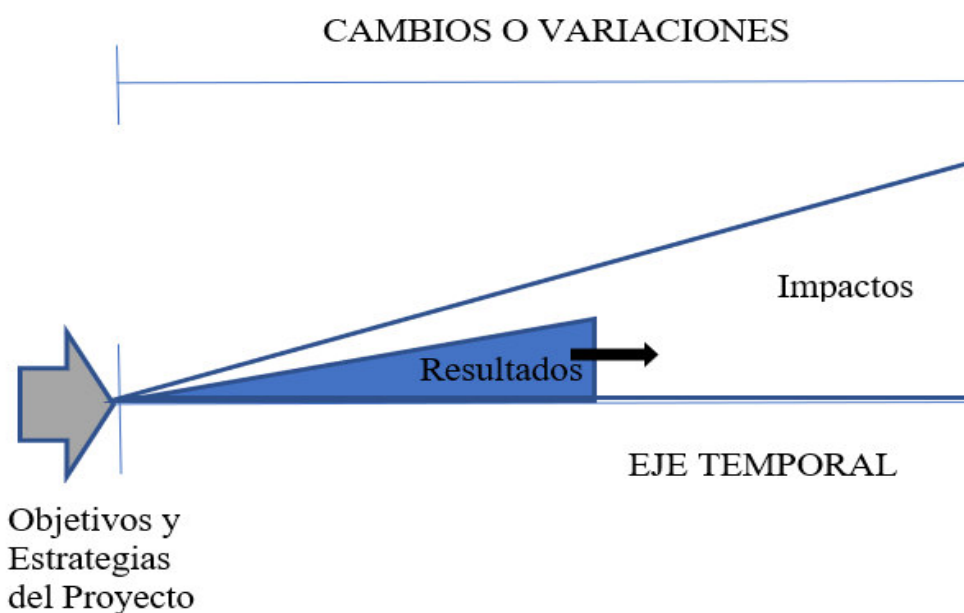 CAMBIOS O VARIACIONES
Impactos
Resultados
EJE TEMPORAL
Objetivos y
Estrategias
del Proyecto